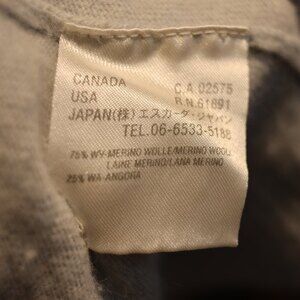 CANADA C.A. 02575
USA R.N. 61691
JAPAN(株)エスカーダ・ジャパン
TEL.06-6533-5188
75% WV-MERINO WOLLE/MERINO WOOL
LAINE MERINO/LANA MERINO
25% WA-ANGORA